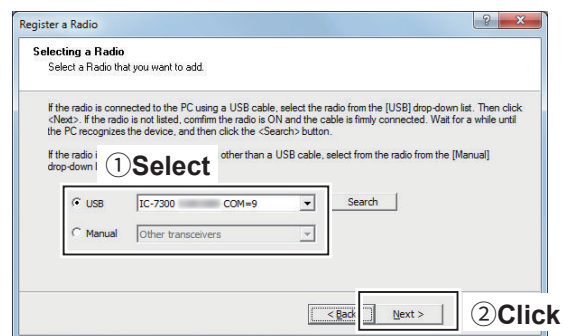 Register a Radio
Selecting a Radio
Select a Radio that you want to add.
If the radio is connected to the PC using a USB cable, select the radio from the [USB] drop-down list. Then click
<Next>. If the radio is not listed, comfirm the radio is ON and the cable is firmly connected. Wait for a while until
the PC recognizes the device, and then click the <Search> button.
If the radio i other than a USB cable, select from the radio from the [Manual]
drop-down l
①Select
USB IC-7300 COM=9 Search
Manual Other transceivers
< Back Next >
②Click